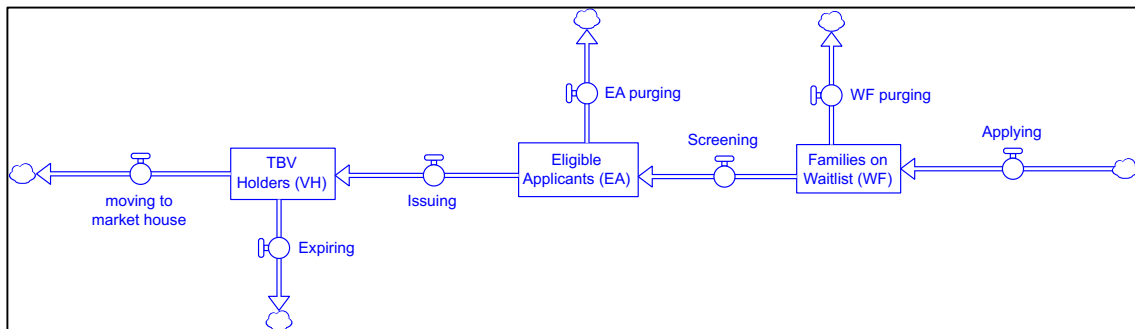 EA purging
WF purging
Applying
Screening
TBV
Holders (VH)
Eligible
Applicants (EA)
Families on
Waitlist (WF)
moving to
market house
Issuing
Expiring